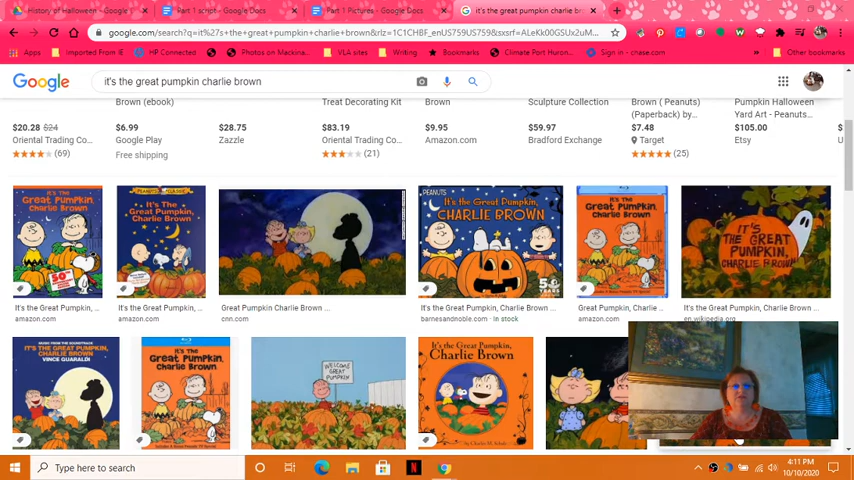 History of Halloween - Google
Part 1 script - Google Docs
Part 1 Pictures - Google Docs
it's the great pumpkin charlie bro
google.com/search?q=it%27s+the+great+pumpkin+charlie+brown&rlz=1C1CHBF_enUS759US759&sxsrf=ALeKk00GSUx2uM...
Apps Imported From IE HP Connected Photos on Mackina... VLA sites Writing Bookmarks Climate Port Huron... Sign in - chase.com Other bookmarks
Google it's the great pumpkin charlie brown
Brown (ebook) Treat Decorating Kit Brown Sculpture Collection Brown ( Peanuts) (Paperback) by... Pumpkin Halloween Yard Art - Peanuts...
$20.28 $24 $6.99 $28.75 $83.19 $9.95 $59.97 $7.48 $105.00
Oriental Trading Co... Google Play Zazzle Oriental Trading Co... Amazon.com Bradford Exchange Target Etsy
(69) Free shipping (21) (25)
It's the Great Pumpkin, Charlie Brown
50
PEANUTS CLASSIC
It's The Great Pumpkin, Charlie Brown
PEANUTS
It's the Great Pumpkin, CHARLIE BROWN
50 YEARS
It's the Great Pumpkin, Charlie Brown
IT'S THE GREAT PUMPKIN, CHARLIE BROWN
It's the Great Pumpkin, ...
amazon.com
It's the Great Pumpkin, ...
amazon.com
Great Pumpkin Charlie Brown ...
cnn.com
It's the Great Pumpkin, Charlie Brown ...
barnesandnoble.com · In stock
Great Pumpkin, Charlie ...
amazon.com
It's the Great Pumpkin, Charlie Brown ...
en.wikipedia.org
MUSIC FROM THE SOUNDTRACK
IT'S THE GREAT PUMPKIN, CHARLIE BROWN
VINCE GUARALDI
It's the Great Pumpkin, Charlie Brown
WELCOME GREAT PUMPKIN
It's the Great Pumpkin, Charlie Brown
Type here to search
4:11 PM
10/10/2020